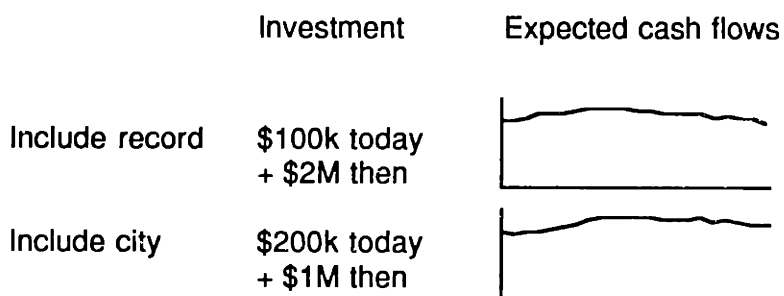 Investment Expected cash flows
Include record $100k today
+ $2M then
Include city $200k today
+ $1M then